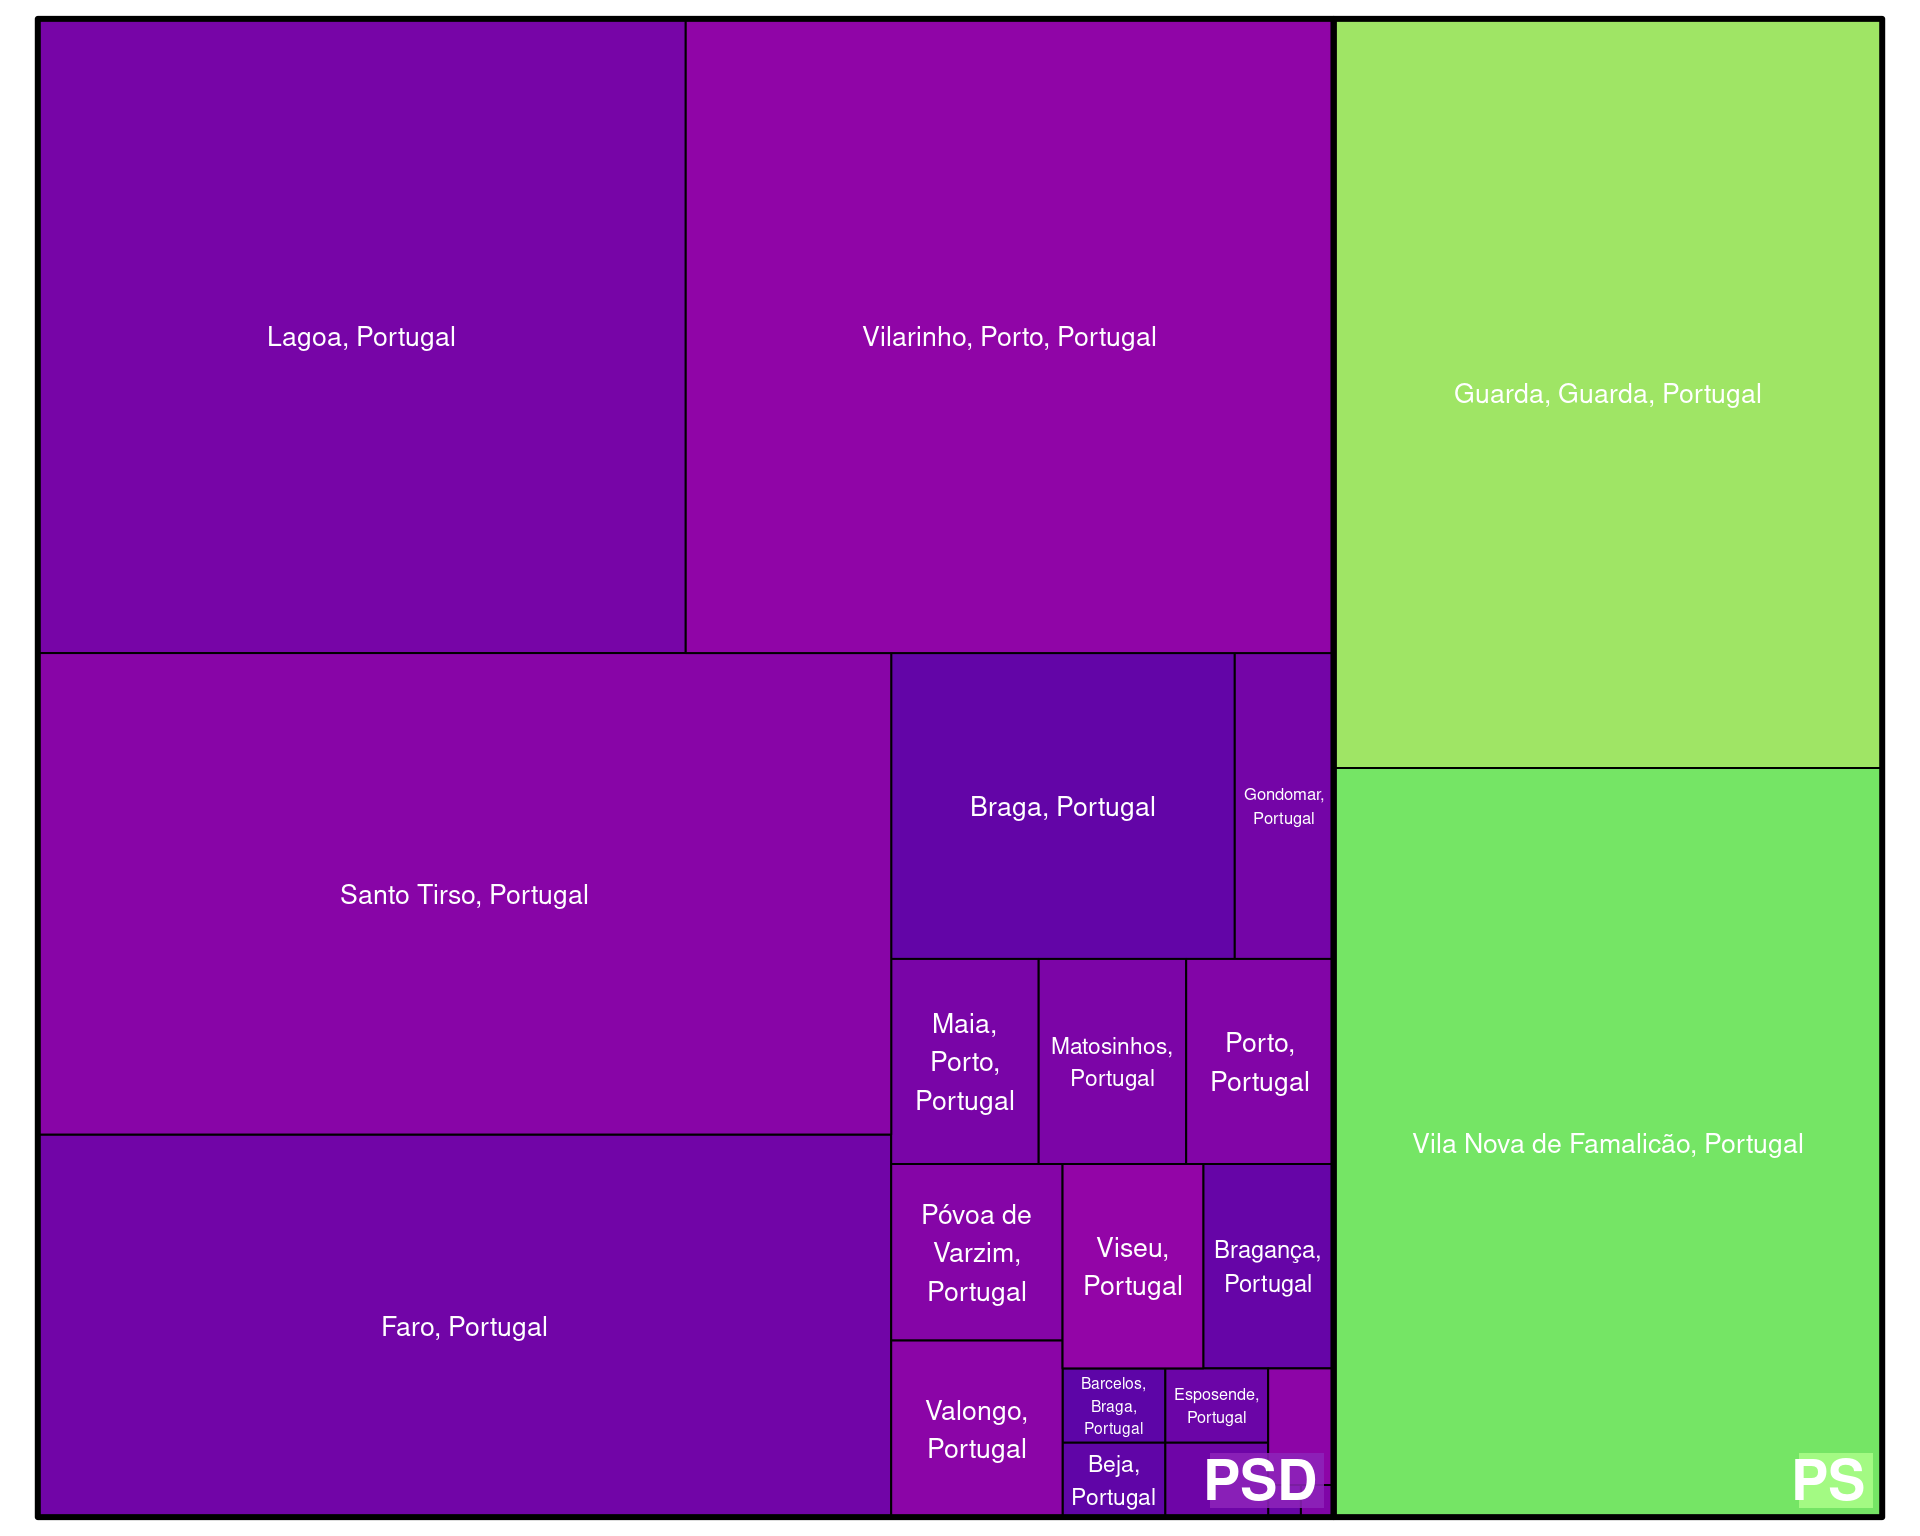 Lagoa, Portugal
Vilarinho, Porto, Portugal
Guarda, Guarda, Portugal
Santo Tirso, Portugal
Braga, Portugal
Gondomar,
Portugal
Maia,
Porto,
Portugal
Matosinhos,
Portugal
Porto,
Portugal
Vila Nova de Famalicão, Portugal
Faro, Portugal
Póvoa de
Varzim,
Portugal
Viseu,
Portugal
Bragança,
Portugal
Valongo,
Portugal
Barcelos,
Braga,
Portugal
Esposende,
Portugal
Beja,
Portugal
PSD
PS